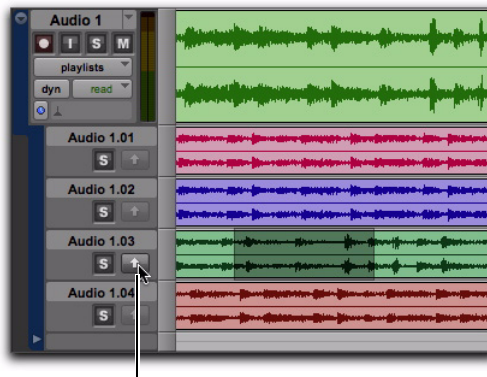 Audio 1
I S M
playlists
dyn read
Audio 1.01
S
Audio 1.02
S
Audio 1.03
S
Audio 1.04
S